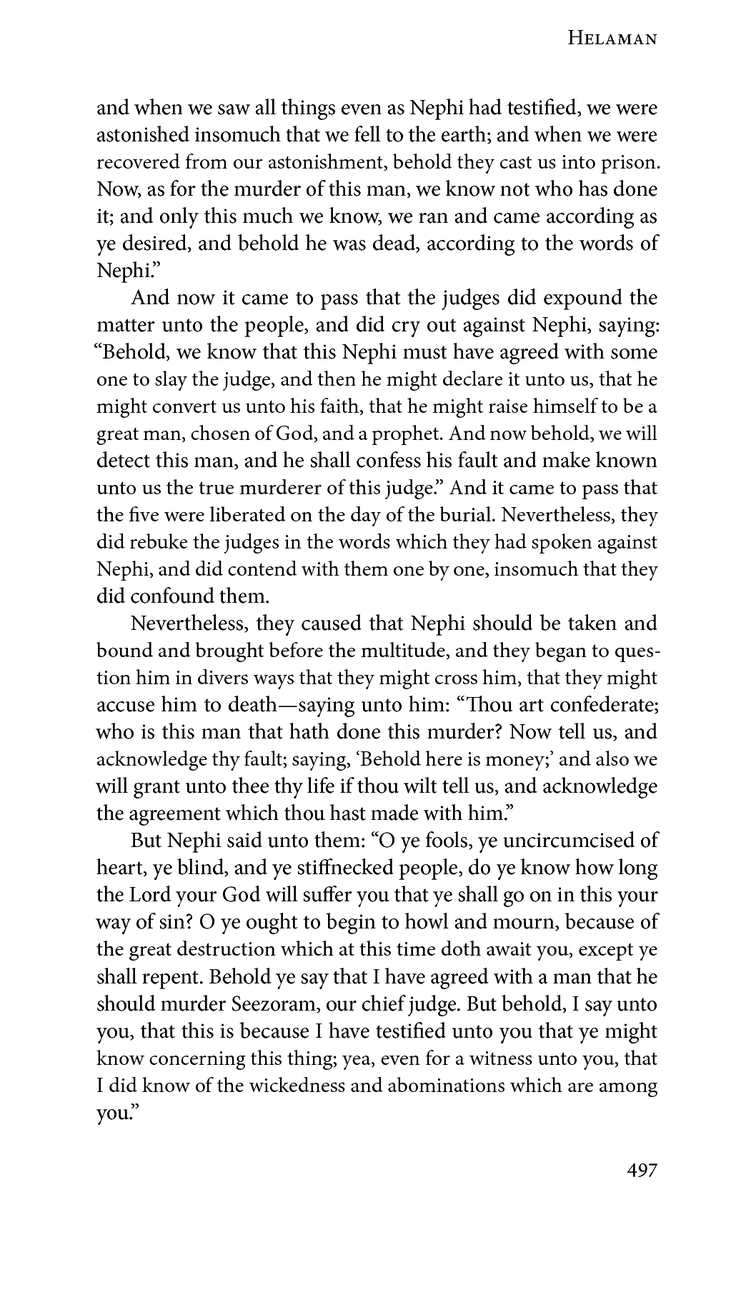 Helaman
and when we saw all things even as Nephi had testified, we were
astonished insomuch that we fell to the earth; and when we were
recovered from our astonishment, behold they cast us into prison.
Now, as for the murder of this man, we know not who has done
it; and only this much we know, we ran and came according as
ye desired, and behold he was dead, according to the words of
Nephi.”
And now it came to pass that the judges did expound the
matter unto the people, and did cry out against Nephi, saying:
“Behold, we know that this Nephi must have agreed with some
one to slay the judge, and then he might declare it unto us, that he
might convert us unto his faith, that he might raise himself to be a
great man, chosen of God, and a prophet. And now behold, we will
detect this man, and he shall confess his fault and make known
unto us the true murderer of this judge.” And it came to pass that
the five were liberated on the day of the burial. Nevertheless, they
did rebuke the judges in the words which they had spoken against
Nephi, and did contend with them one by one, insomuch that they
did confound them.
Nevertheless, they caused that Nephi should be taken and
bound and brought before the multitude, and they began to ques-
tion him in divers ways that they might cross him, that they might
accuse him to death—saying unto him: “Thou art confederate;
who is this man that hath done this murder? Now tell us, and
acknowledge thy fault; saying, ‘Behold here is money;’ and also we
will grant unto thee thy life if thou wilt tell us, and acknowledge
the agreement which thou hast made with him.”
But Nephi said unto them: “O ye fools, ye uncircumcised of
heart, ye blind, and ye stiffnecked people, do ye know how long
the Lord your God will suffer you that ye shall go on in this your
way of sin? O ye ought to begin to howl and mourn, because of
the great destruction which at this time doth await you, except ye
shall repent. Behold ye say that I have agreed with a man that he
should murder Seezoram, our chief judge. But behold, I say unto
you, that this is because I have testified unto you that ye might
know concerning this thing; yea, even for a witness unto you, that
I did know of the wickedness and abominations which are among
you.”
497